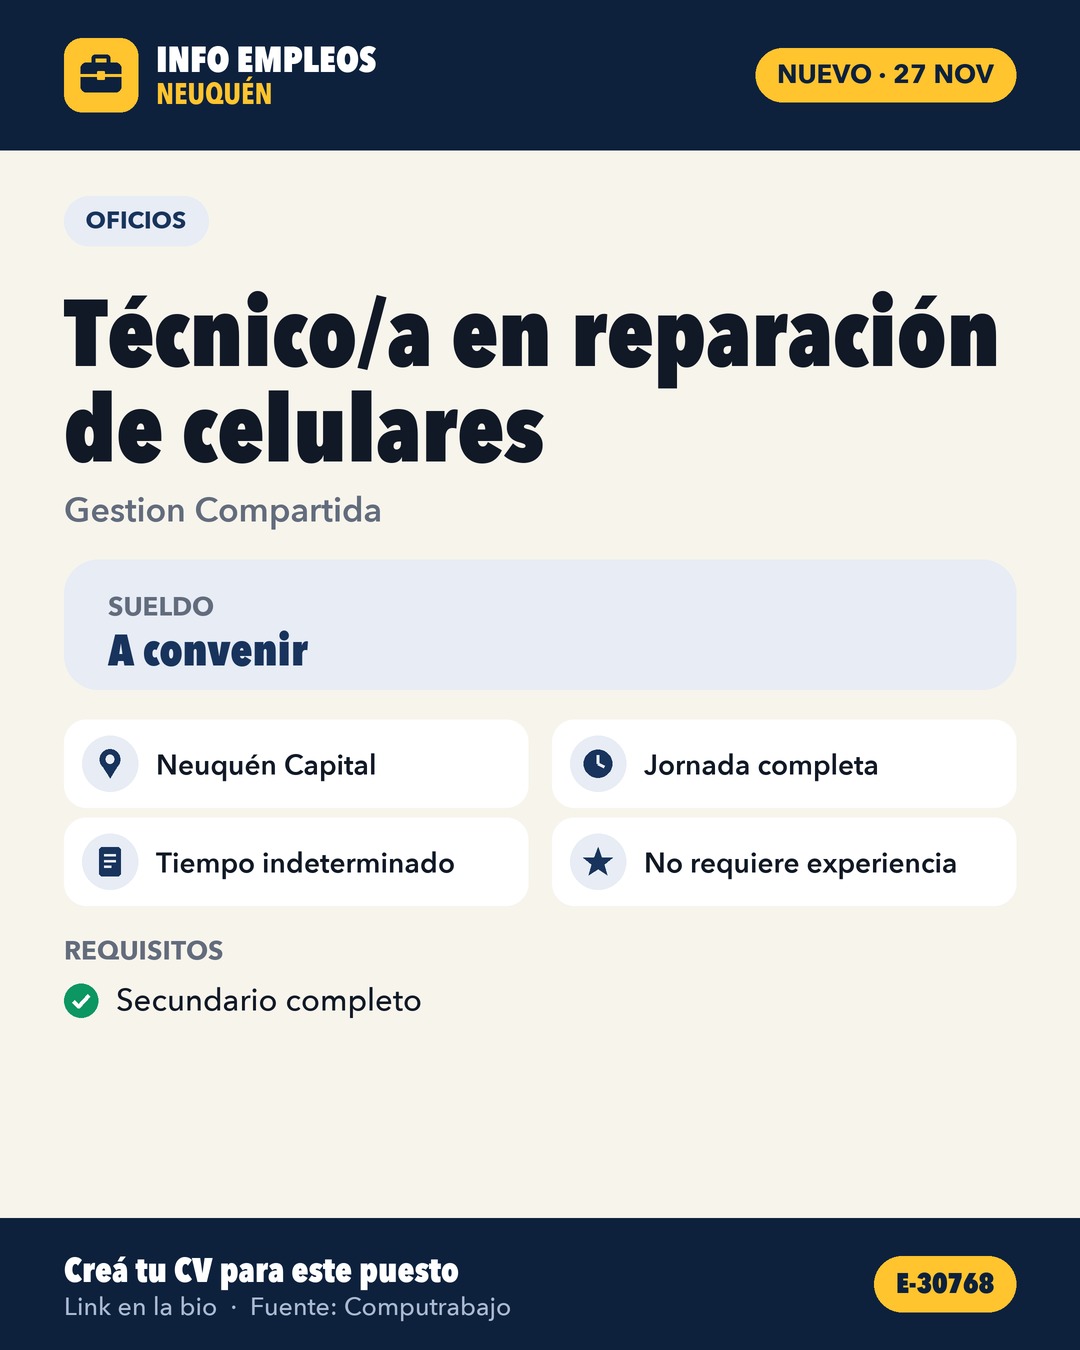 INFO EMPLEOS
NEUQUÉN
NUEVO · 27 NOV
OFICIOS
Técnico/a en reparación
de celulares
Gestion Compartida
SUELDO
A convenir
Neuquén Capital
Jornada completa
Tiempo indeterminado
No requiere experiencia
REQUISITOS
Secundario completo
Creá tu CV para este puesto
Link en la bio · Fuente: Computrabajo
E-30768